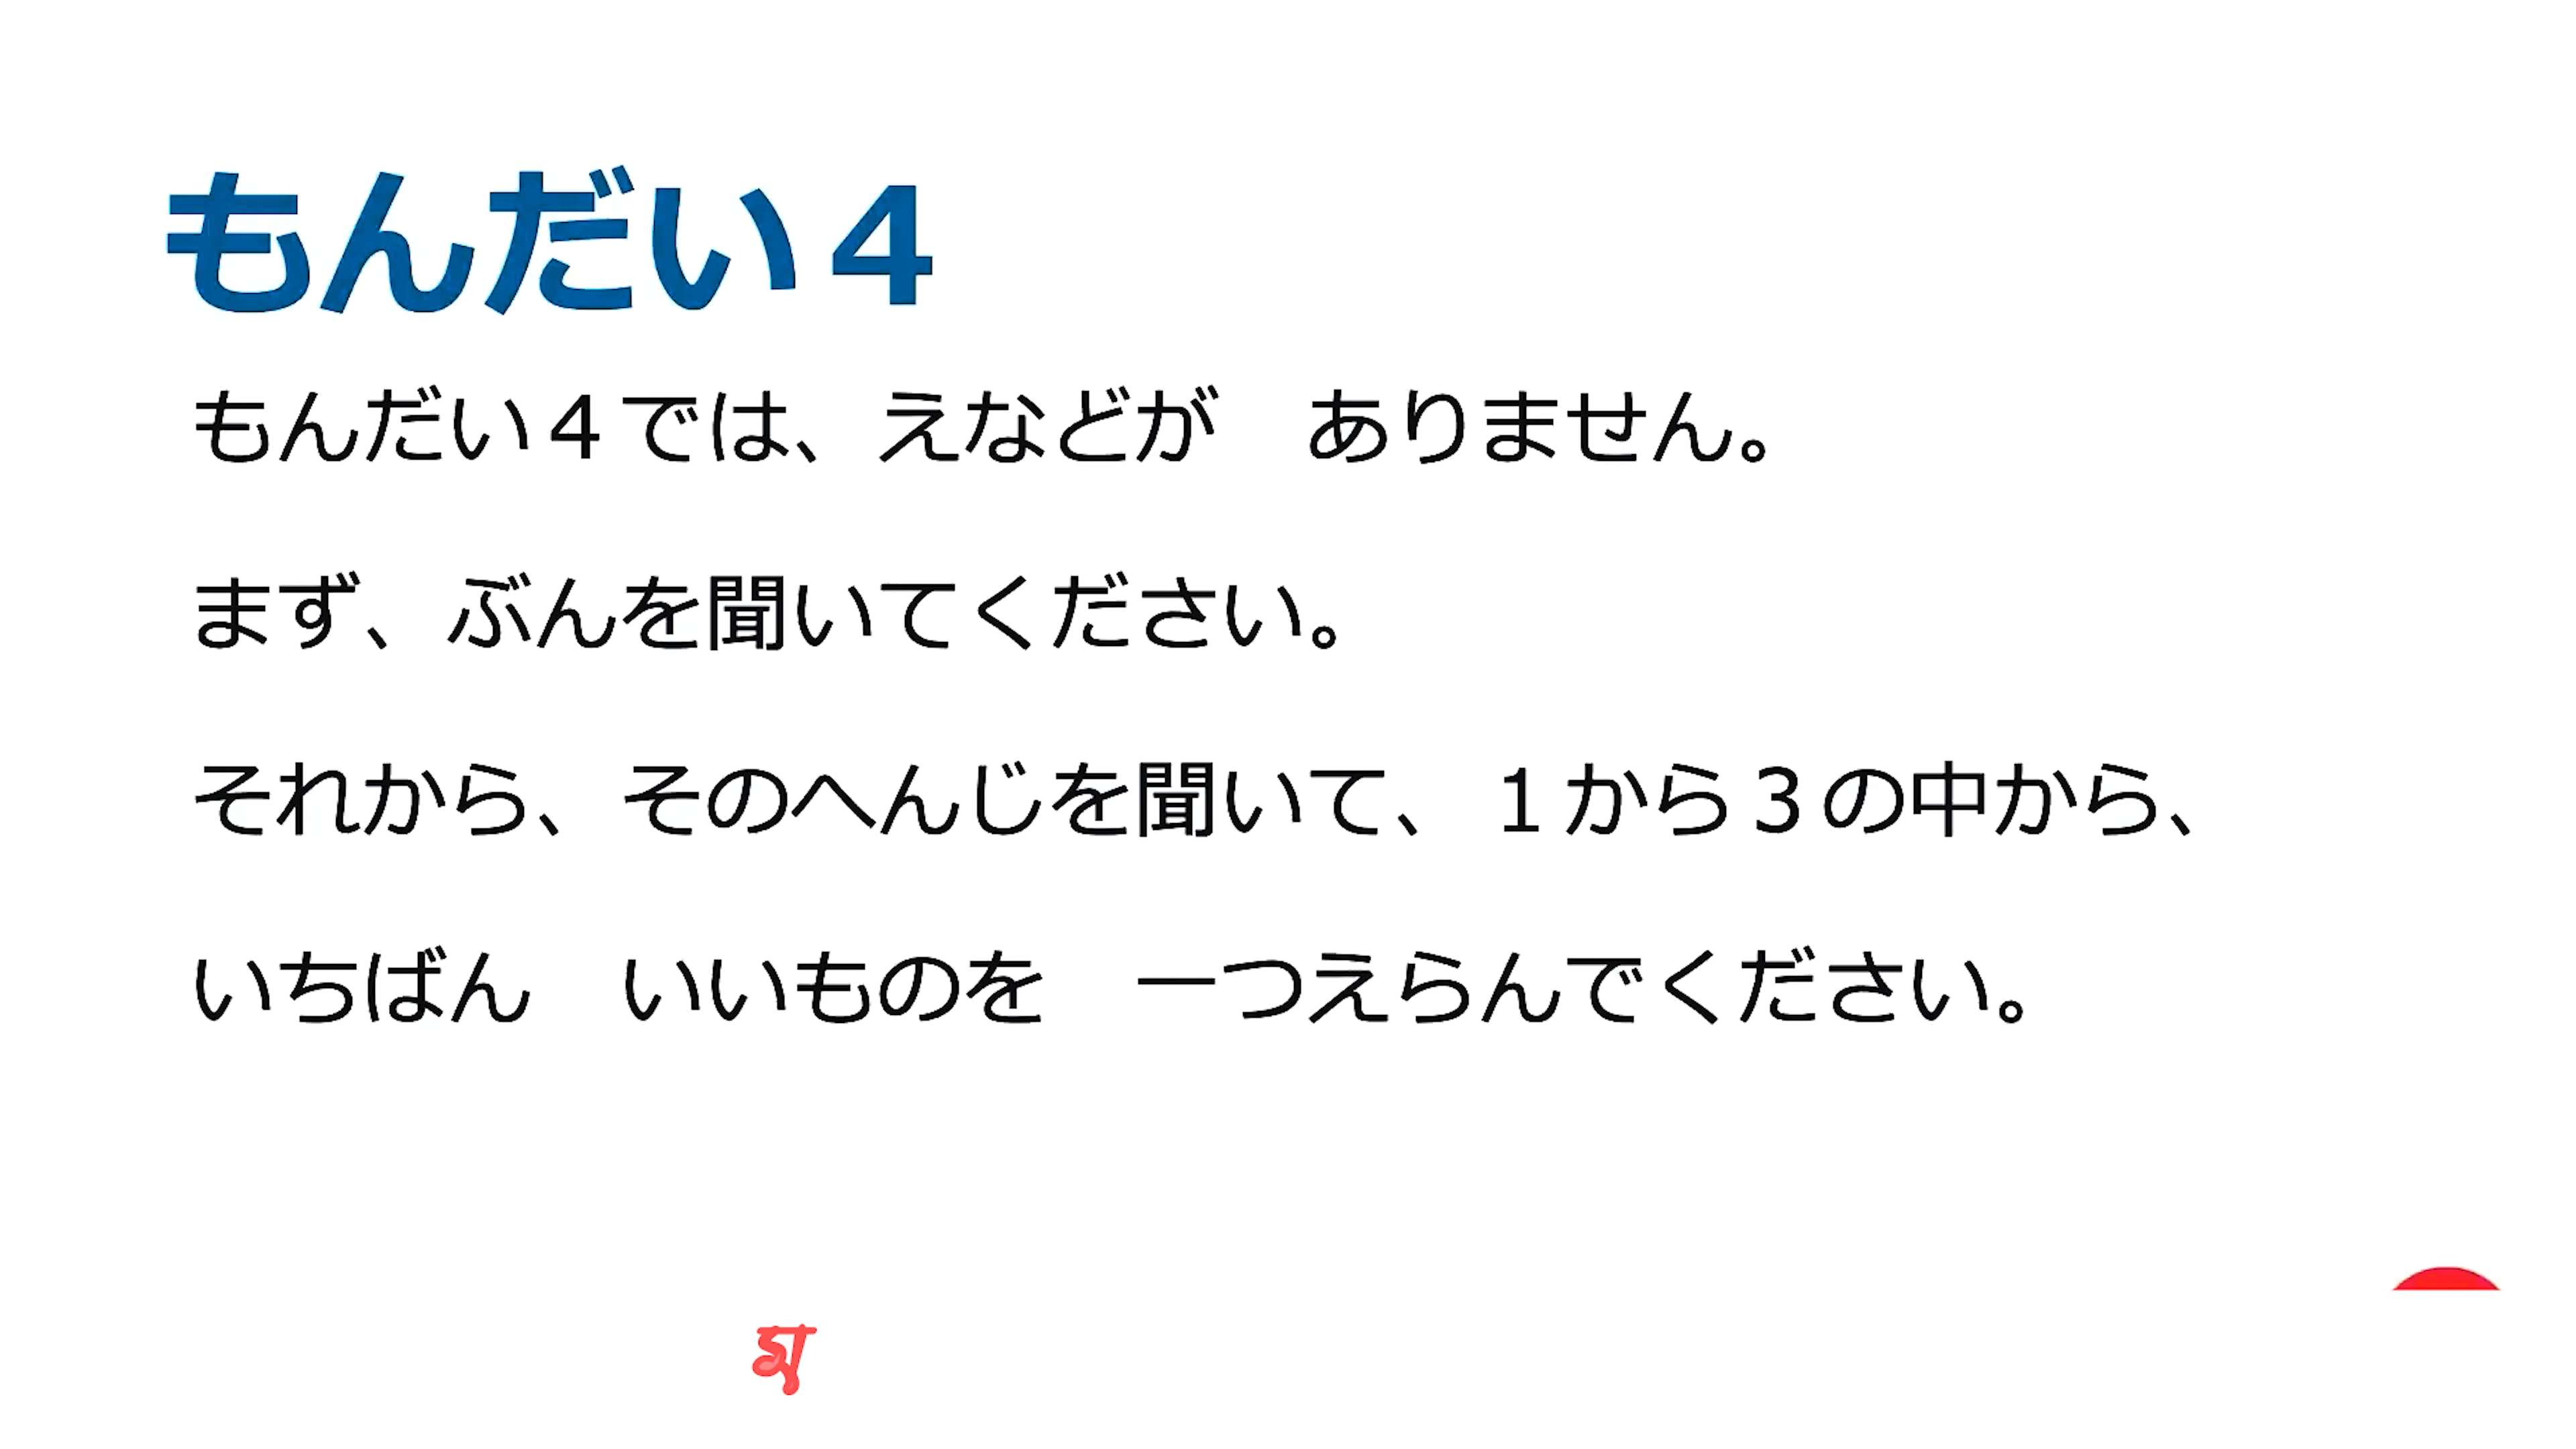 もんだい４
もんだい４では、えなどが　ありません。
まず、ぶんを聞いてください。
それから、そのへんじを聞いて、１から３の中から、
いちばん　いいものを　一つえらんでください。